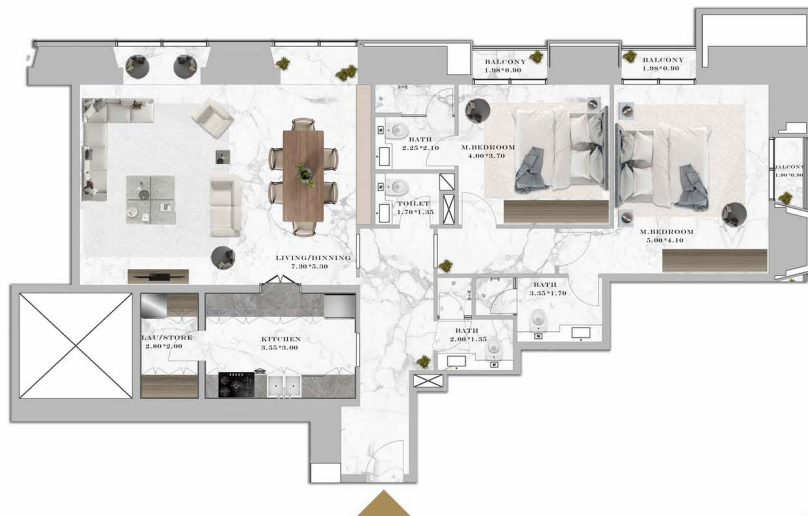 BALCONY
1.98*0.90
BALCONY
1.98*0.90
BATH
2.25*2.10
M.BEDROOM
4.00*3.70
BALCONY
1.90*0.90
TOILET
1.70*1.35
M.BEDROOM
5.00*4.10
LIVING/DINNING
7.30*5.30
BATH
3.35*1.70
LAU/STORE
2.80*2.00
KITCHEN
3.55*3.00
BATH
2.00*1.35